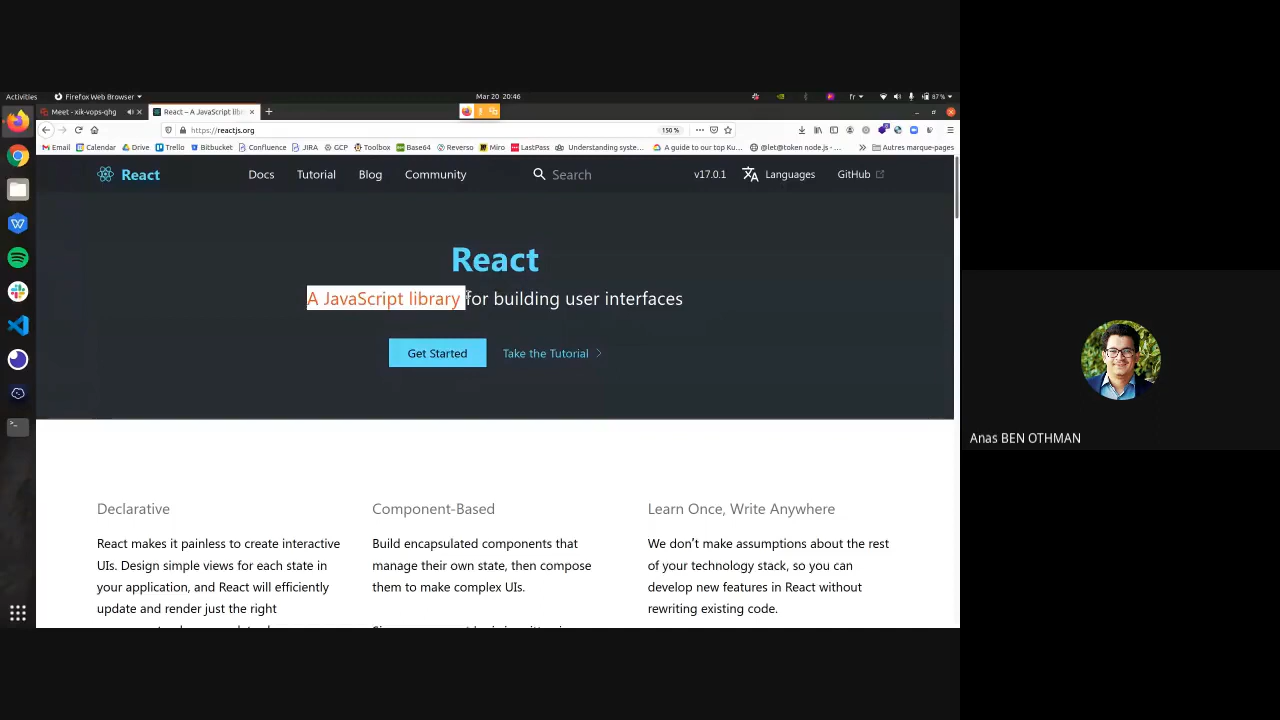 Activities
Firefox Web Browser
Mar 20 20:46
fr
87 %
Meet - xik-vops-qhg
React – A JavaScript libr
https://reactjs.org
150 %
Email
Calendar
Drive
Trello
Bitbucket
Confluence
JIRA
GCP
Toolbox
Base64
Reverso
Miro
LastPass
Understanding syste…
A guide to our top Ku…
@let@token node.js -
Autres marque-pages
React
Docs
Tutorial
Blog
Community
Search
v17.0.1
Languages
GitHub
React
A JavaScript library for building user interfaces
Get Started
Take the Tutorial
Declarative
React makes it painless to create interactive
UIs. Design simple views for each state in
your application, and React will efficiently
update and render just the right
Component-Based
Build encapsulated components that
manage their own state, then compose
them to make complex UIs.
Learn Once, Write Anywhere
We don’t make assumptions about the rest
of your technology stack, so you can
develop new features in React without
rewriting existing code.
Anas BEN OTHMAN